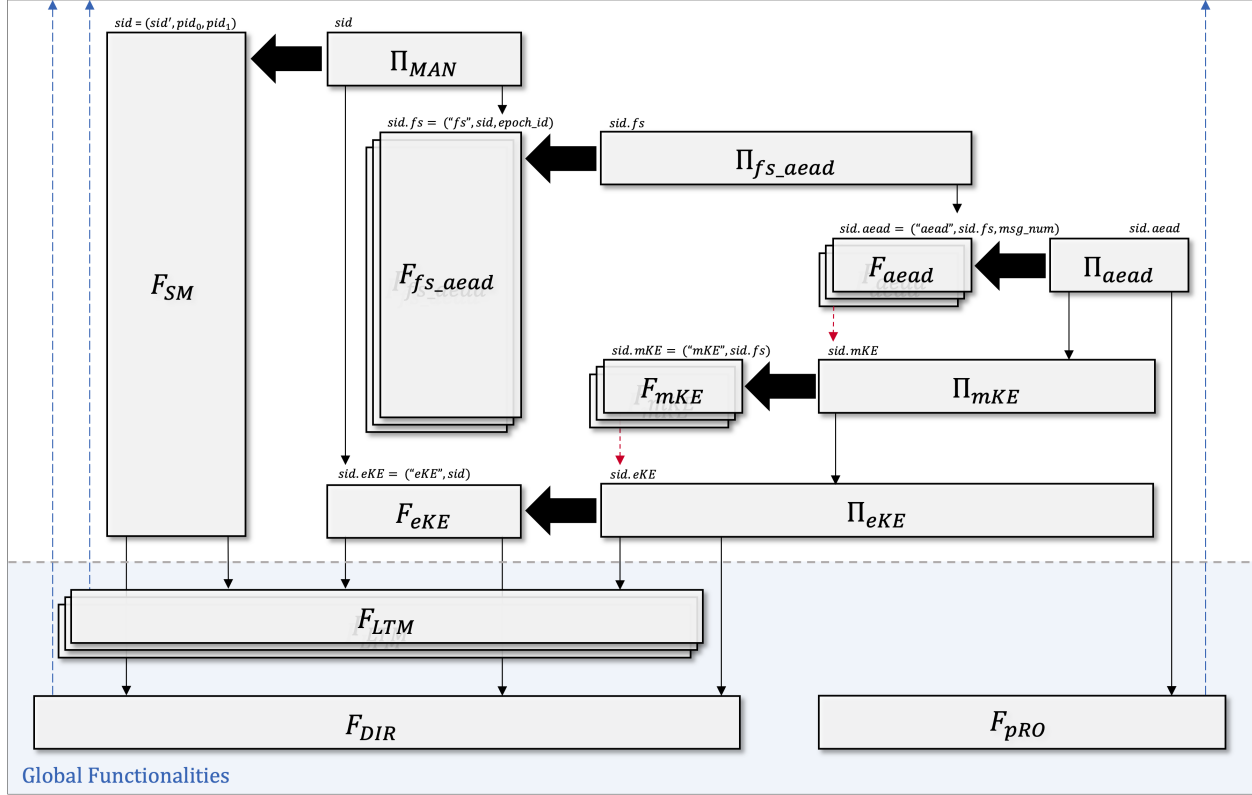 sid = (sid′, pid₀, pid₁)
sid
Π_MAN
sid.fs = (“fs”, sid, epoch_id)
sid.fs
Π_fs_aead
sid.aead = (“aead”, sid.fs, msg_num)
sid.aead
F_SM
F_fs_aead
F_aead
Π_aead
sid.mKE = (“mKE”, sid.fs)
sid.mKE
F_mKE
Π_mKE
sid.eKE = (“eKE”, sid)
sid.eKE
F_eKE
Π_eKE
F_LTM
F_DIR
F_pRO
Global Functionalities